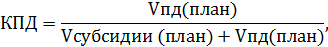 КПД = Vпд(план) / Vсубсидии (план) + Vпд(план),